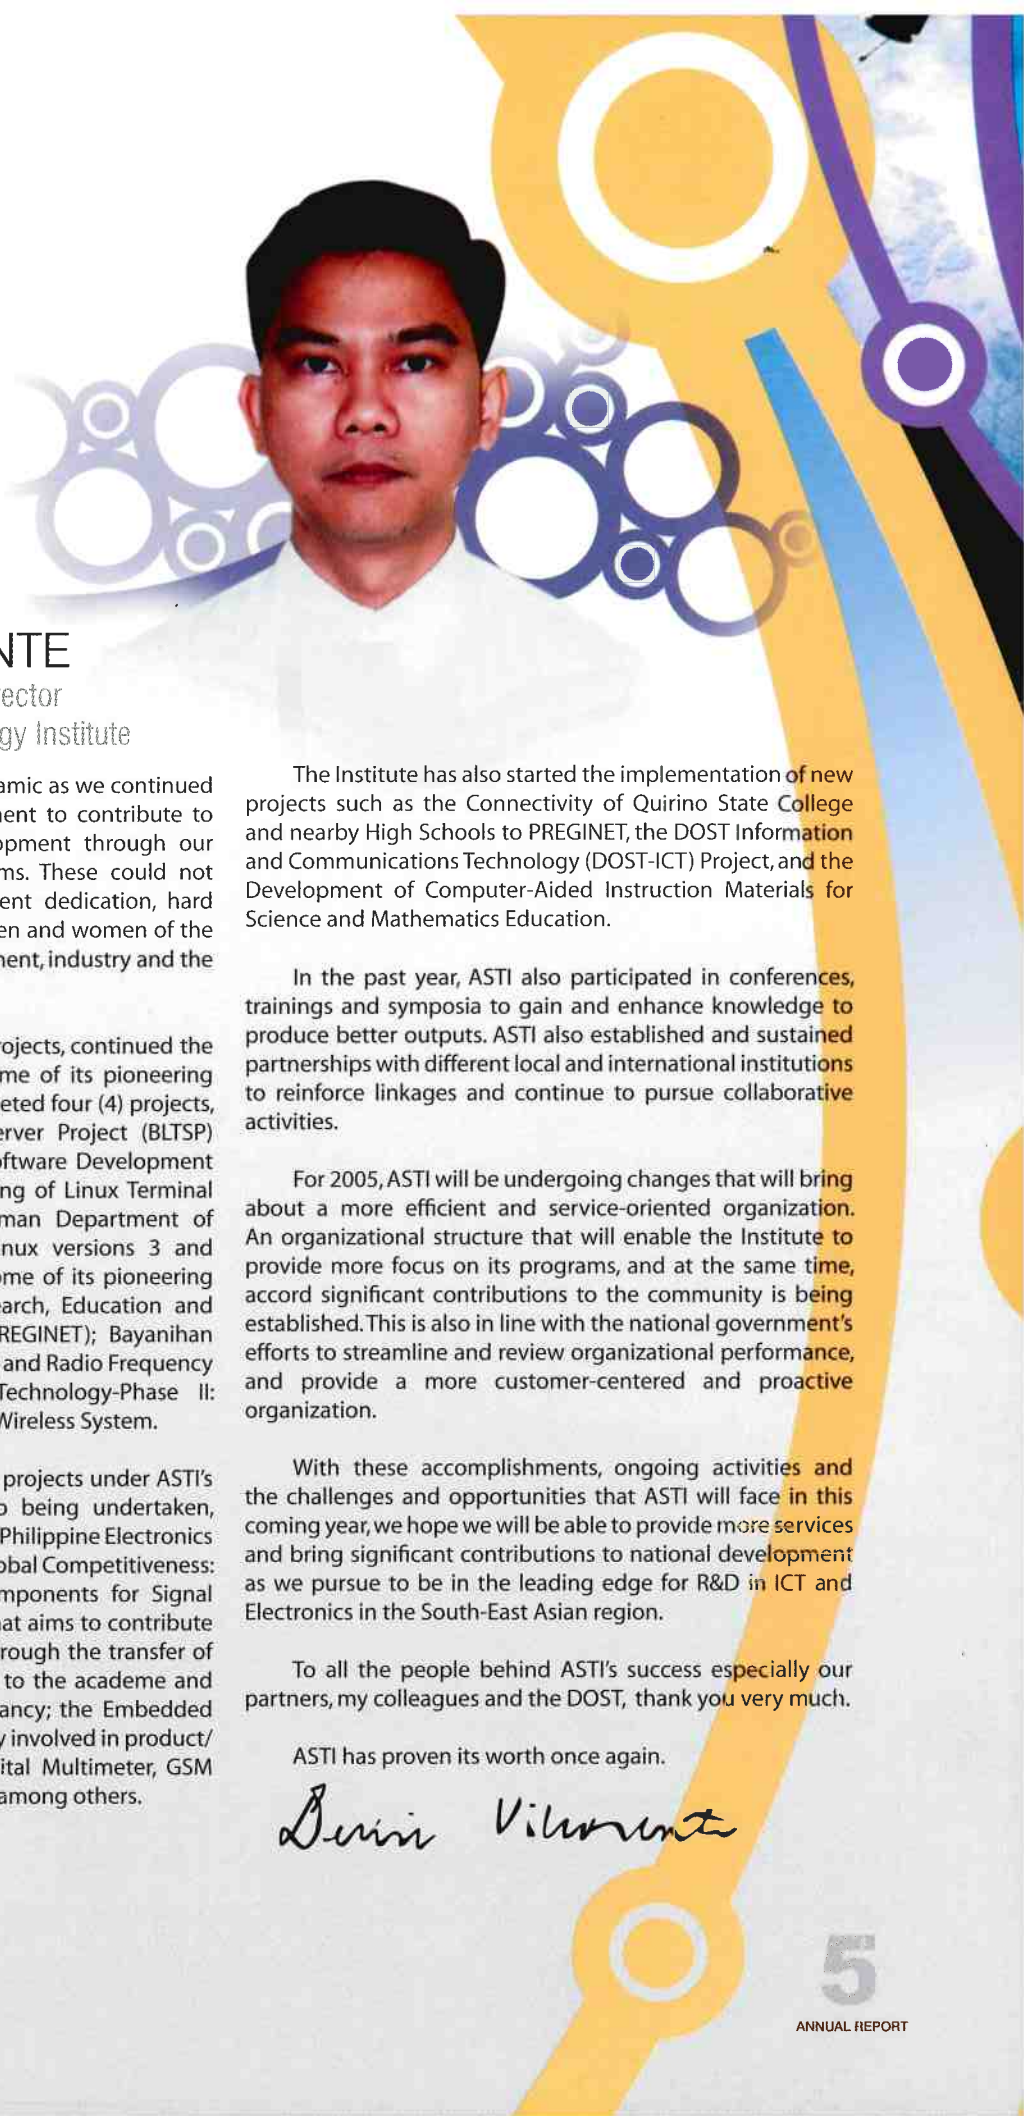 NTE
ector
gy Institute
amic as we continued
ent to contribute to
opment through our
ms. These could not
ent dedication, hard
en and women of the
ment, industry and the
rojects, continued the
me of its pioneering
eted four (4) projects,
erver Project (BLTSP)
oftware Development
ng of Linux Terminal
man Department of
nux versions 3 and
ome of its pioneering
earch, Education and
REGINET); Bayanihan
and Radio Frequency
Technology-Phase II:
Wireless System.
projects under ASTI's
o being undertaken,
Philippine Electronics
obal Competitiveness:
mponents for Signal
hat aims to contribute
rough the transfer of
to the academe and
ancy; the Embedded
y involved in product/
ital Multimeter, GSM
among others.
The Institute has also started the implementation of new
projects such as the Connectivity of Quirino State College
and nearby High Schools to PREGINET, the DOST Information
and Communications Technology (DOST-ICT) Project, and the
Development of Computer-Aided Instruction Materials for
Science and Mathematics Education.
In the past year, ASTI also participated in conferences,
trainings and symposia to gain and enhance knowledge to
produce better outputs. ASTI also established and sustained
partnerships with different local and international institutions
to reinforce linkages and continue to pursue collaborative
activities.
For 2005, ASTI will be undergoing changes that will bring
about a more efficient and service-oriented organization.
An organizational structure that will enable the Institute to
provide more focus on its programs, and at the same time,
accord significant contributions to the community is being
established. This is also in line with the national government's
efforts to streamline and review organizational performance,
and provide a more customer-centered and proactive
organization.
With these accomplishments, ongoing activities and
the challenges and opportunities that ASTI will face in this
coming year, we hope we will be able to provide more services
and bring significant contributions to national development
as we pursue to be in the leading edge for R&D in ICT and
Electronics in the South-East Asian region.
To all the people behind ASTI's success especially our
partners, my colleagues and the DOST, thank you very much.
ASTI has proven its worth once again.
5
ANNUAL REPORT